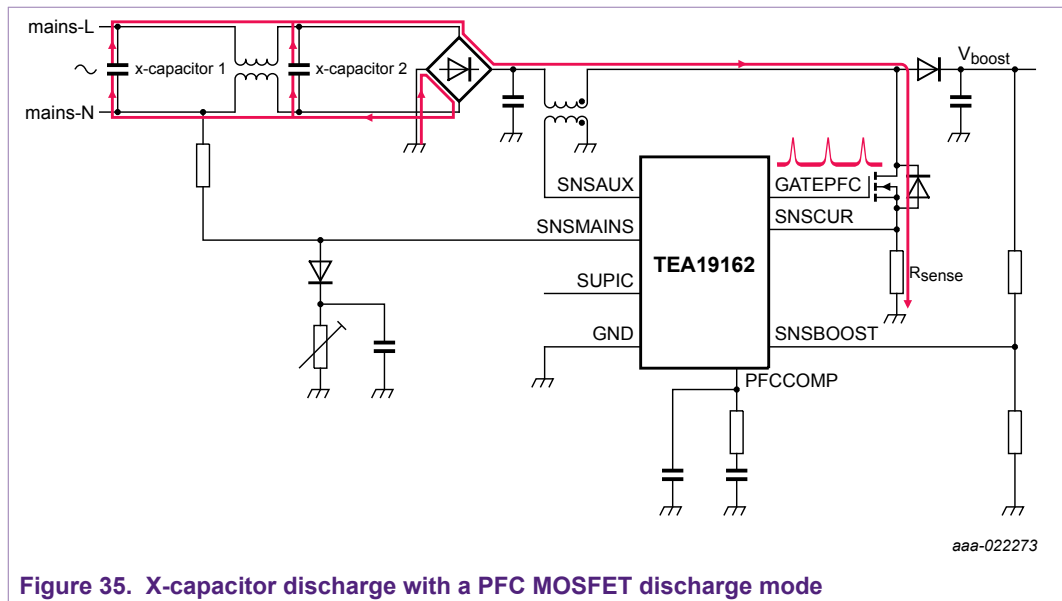 mains-L
x-capacitor 1
x-capacitor 2
Vboost
mains-N
SNSAUX
GATEPFC
SNSMAINS
SNSCUR
TEA19162
Rsense
SUPIC
GND
SNSBOOST
PFCCOMP
aaa-022273
Figure 35. X-capacitor discharge with a PFC MOSFET discharge mode